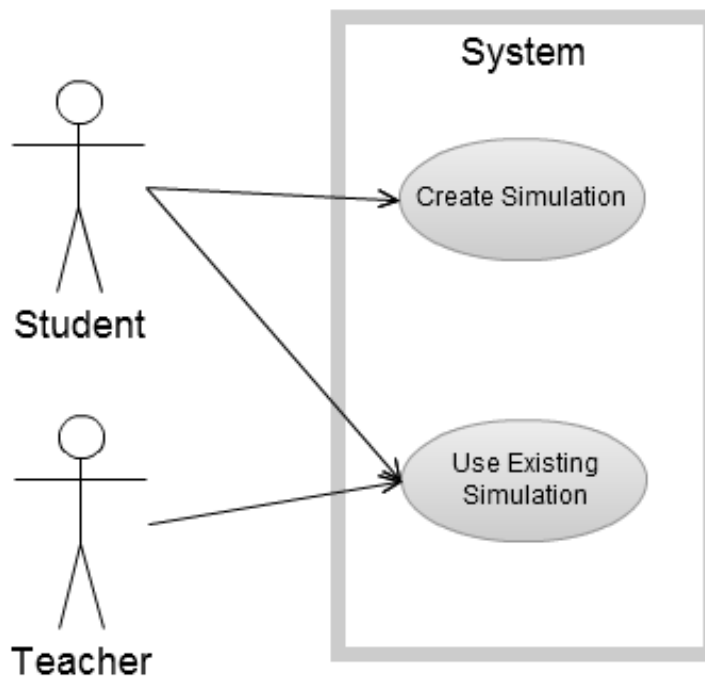 System
Create Simulation
Student
Use Existing
Simulation
Teacher